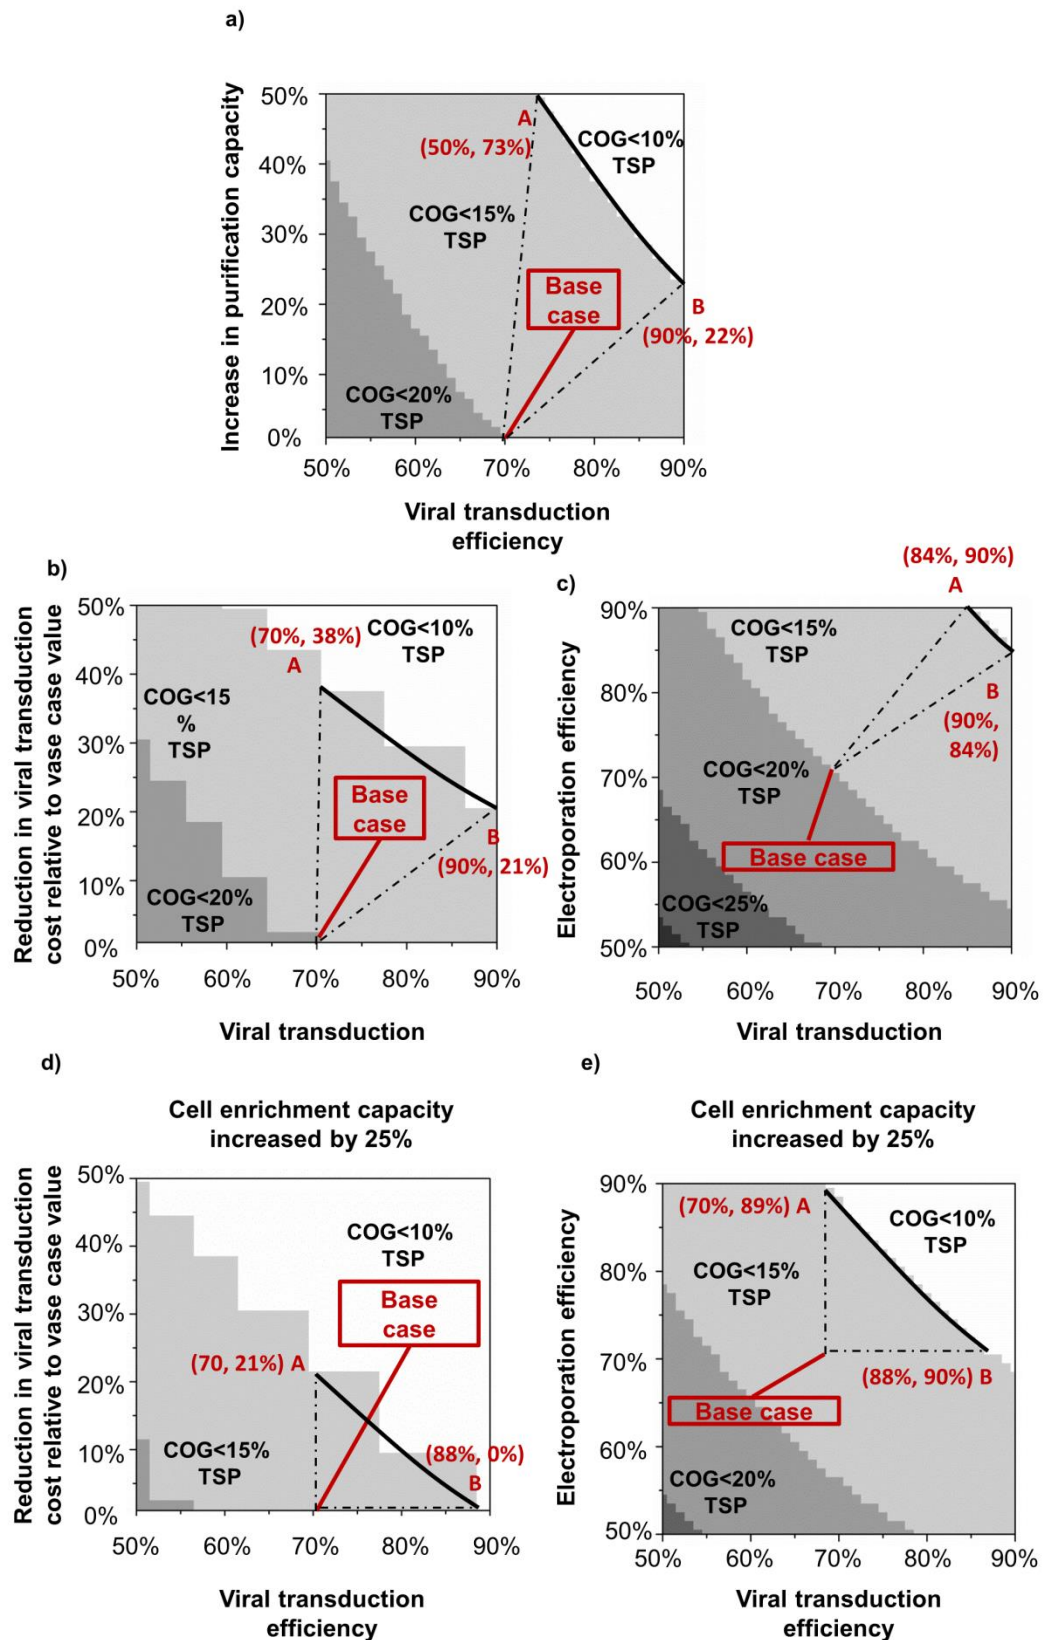 a)
Increase in purification capacity
50%
40%
30%
20%
10%
0%
A
(50%, 73%)
COG<10%
TSP
COG<15%
TSP
Base
case
B
(90%, 22%)
COG<20%
TSP
50%
60%
70%
80%
90%
Viral transduction
efficiency
b)
Reduction in viral transduction
cost relative to vase case value
50%
40%
30%
20%
10%
0%
(70%, 38%)
A
COG<10%
TSP
COG<15
%
TSP
Base
case
B
(90%, 21%)
COG<20%
TSP
50%
60%
70%
80%
90%
Viral transduction
c)
Electroporation efficiency
(84%, 90%)
A
90%
80%
70%
60%
50%
COG<15%
TSP
B
(90%,
84%)
COG<20%
TSP
Base case
COG<25%
TSP
50%
60%
70%
80%
90%
Viral transduction
d)
Cell enrichment capacity
increased by 25%
Reduction in viral transduction
cost relative to vase case value
50%
40%
30%
20%
10%
0%
COG<10%
TSP
Base
case
(70, 21%) A
COG<15%
TSP
(88%, 0%)
B
50%
60%
70%
80%
90%
Viral transduction
efficiency
e)
Cell enrichment capacity
increased by 25%
Electroporation efficiency
90%
80%
70%
60%
50%
(70%, 89%) A
COG<10%
TSP
COG<15%
TSP
(88%, 90%) B
Base case
COG<20%
TSP
50%
60%
70%
80%
90%
Viral transduction
efficiency